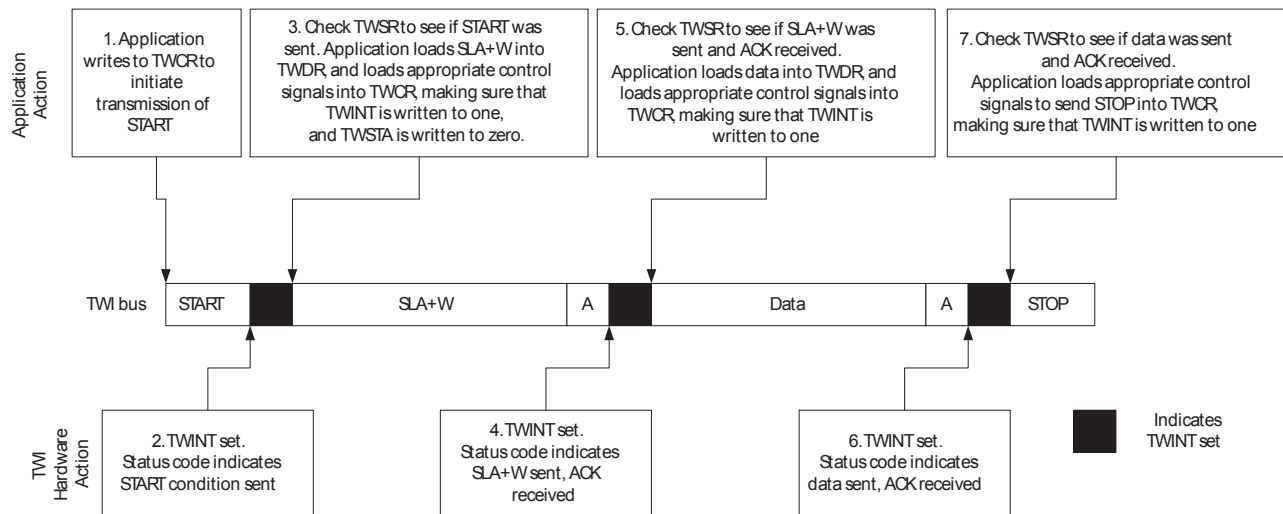 Application
Action
1. Application
writes to TWCR to
initiate
transmission of
START
3. Check TWSR to see if START was
sent. Application loads SLA+W into
TWDR, and loads appropriate control
signals into TWCR, making sure that
TWINT is written to one,
and TWSTA is written to zero.
5. Check TWSR to see if SLA+W was
sent and ACK received.
Application loads data into TWDR, and
loads appropriate control signals into
TWCR, making sure that TWINT is
written to one
7. Check TWSR to see if data was sent
and ACK received.
Application loads appropriate control
signals to send STOP into TWCR,
making sure that TWINT is written to one
TWI bus
START
SLA+W
A
Data
A
STOP
TWI
Hardware
Action
2. TWINT set.
Status code indicates
START condition sent
4. TWINT set.
Status code indicates
SLA+W sent, ACK
received
6. TWINT set.
Status code indicates
data sent, ACK received
Indicates
TWINT set